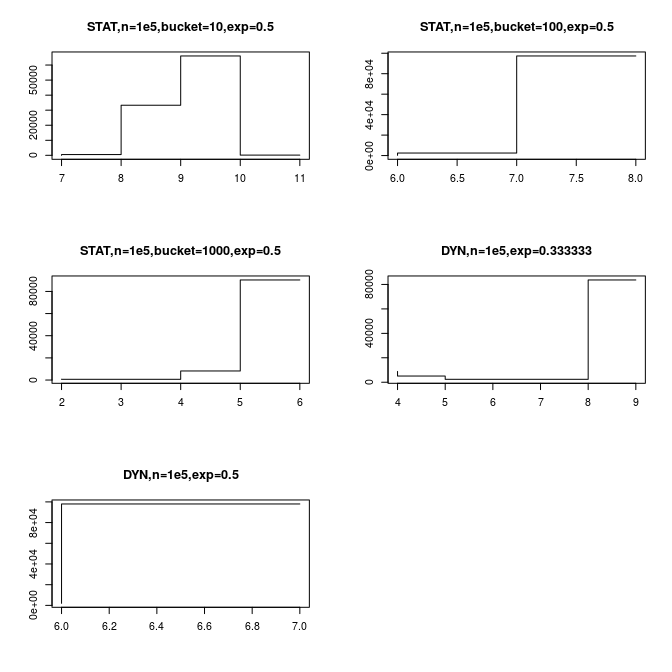 STAT,n=1e5,bucket=10,exp=0.5
0 20000 50000
7 8 9 10 11
STAT,n=1e5,bucket=100,exp=0.5
0e+00 4e+04 8e+04
6.0 6.5 7.0 7.5 8.0
STAT,n=1e5,bucket=1000,exp=0.5
0 40000 80000
2 3 4 5 6
DYN,n=1e5,exp=0.333333
0 40000 80000
4 5 6 7 8 9
DYN,n=1e5,exp=0.5
0e+00 4e+04 8e+04
6.0 6.2 6.4 6.6 6.8 7.0